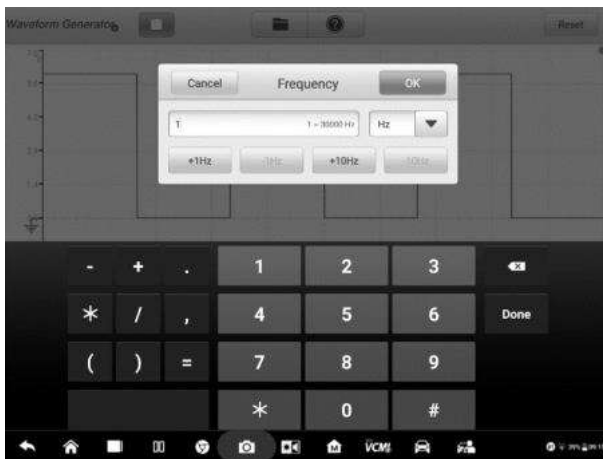 Waveform Generator
Reset
Cancel
Frequency
OK
1
1 ~ 30000 Hz
Hz
+1Hz
-1Hz
+10Hz
-10Hz
- + . 1 2 3
* / , 4 5 6 Done
( ) = 7 8 9
* 0 #
M VCMI